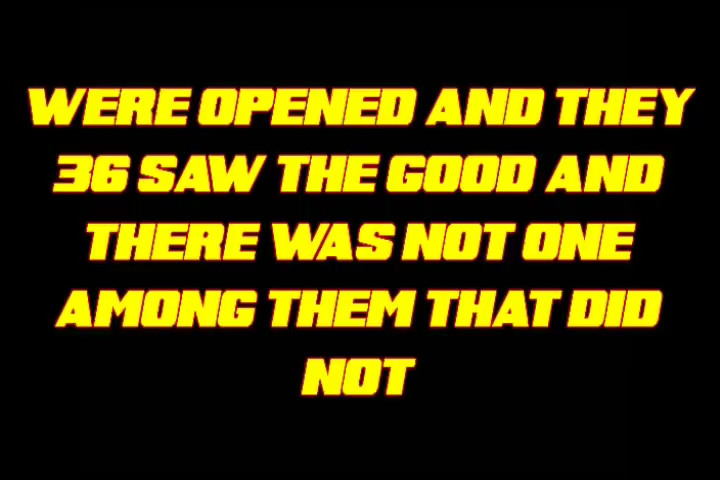 WERE OPENED AND THEY
36 SAW THE GOOD AND
THERE WAS NOT ONE
AMONG THEM THAT DID
NOT